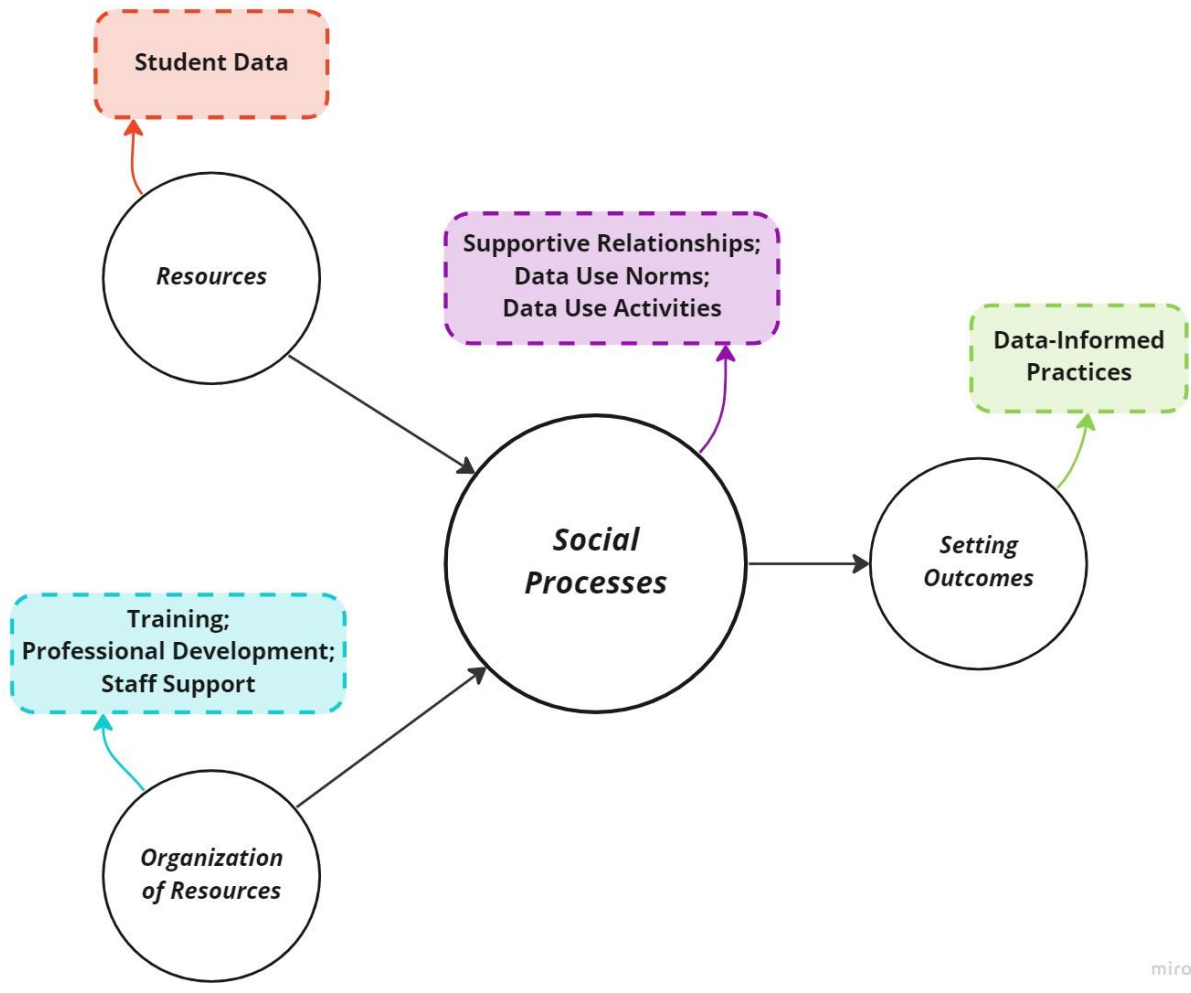 Student Data
Resources
Supportive Relationships;
Data Use Norms;
Data Use Activities
Data-Informed
Practices
Social
Processes
Setting
Outcomes
Training;
Professional Development;
Staff Support
Organization
of Resources
miro